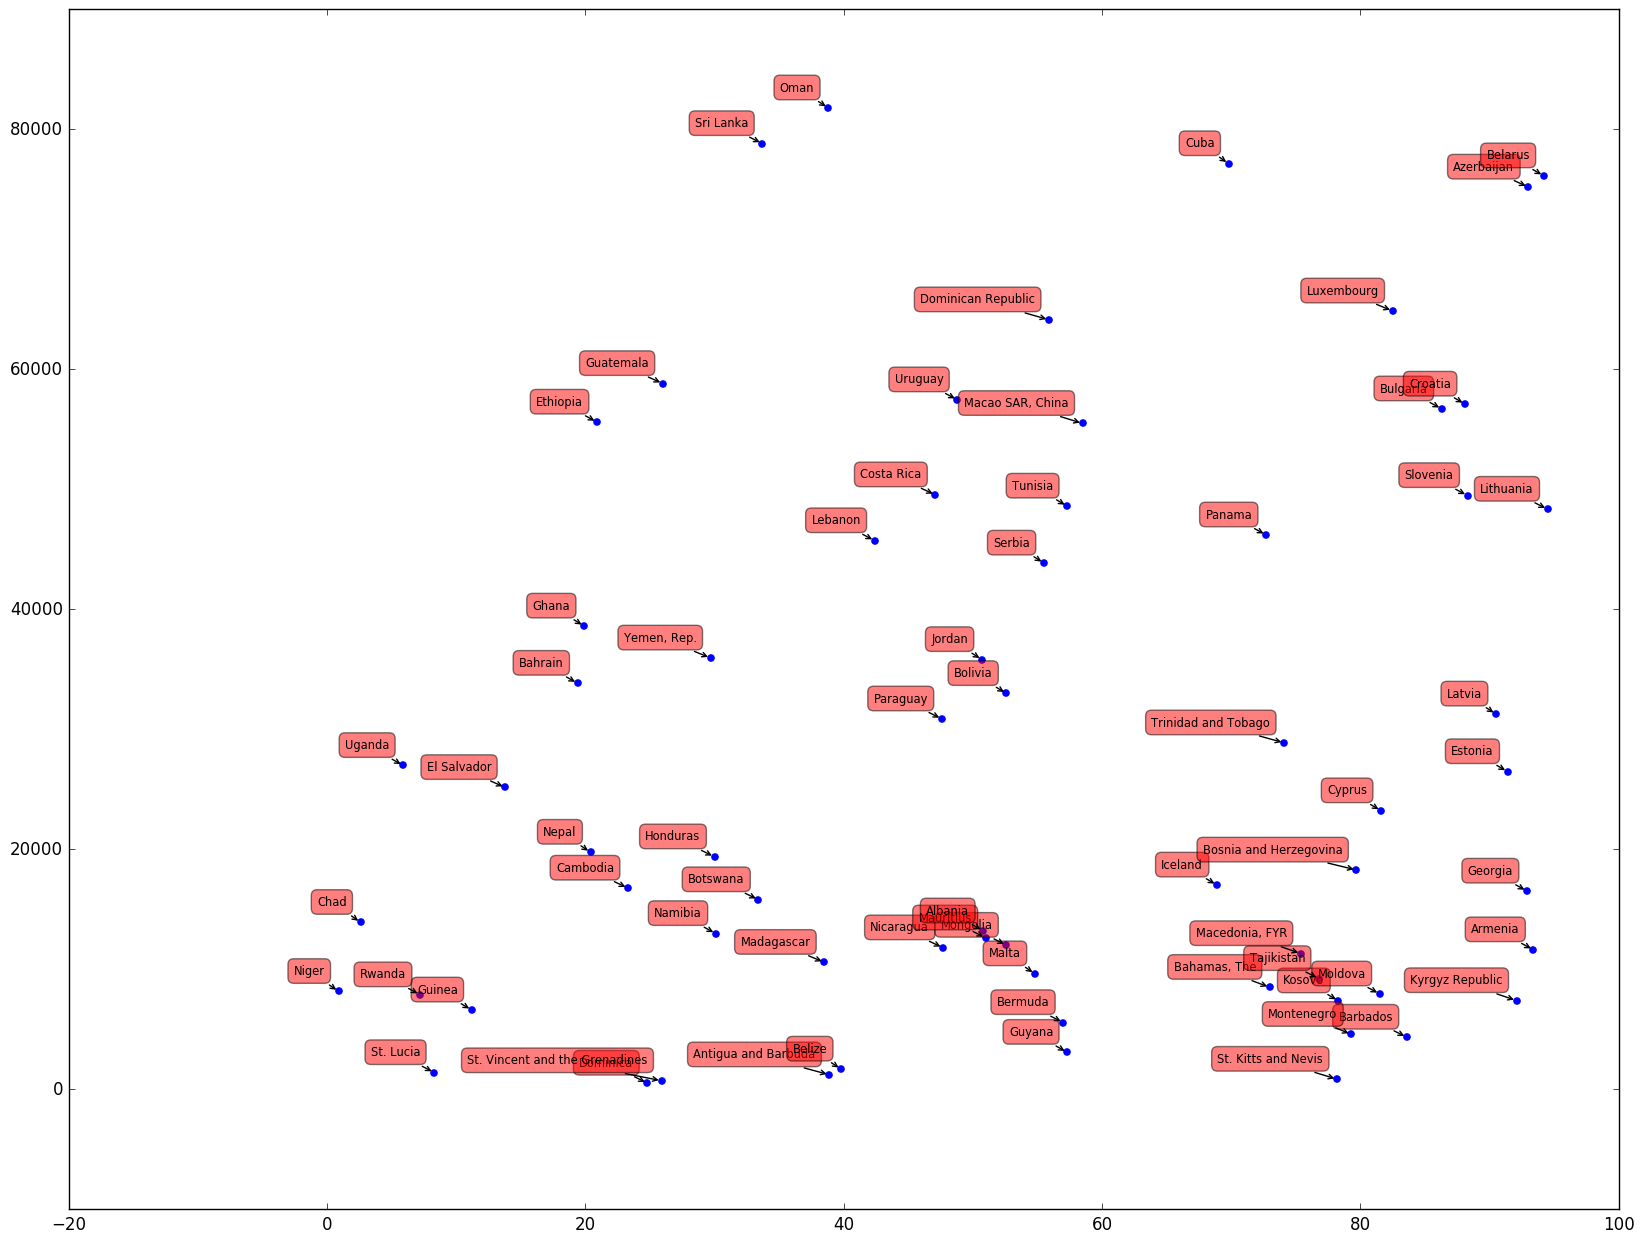 Oman
80000
Sri Lanka
Cuba
Belarus
Azerbaijan
Luxembourg
Dominican Republic
Guatemala
60000
Uruguay
Croatia
Bulgaria
Ethiopia
Macao SAR, China
Costa Rica
Slovenia
Tunisia
Lithuania
Lebanon
Panama
Serbia
Ghana
40000
Yemen, Rep.
Jordan
Bahrain
Bolivia
Paraguay
Latvia
Trinidad and Tobago
Uganda
Estonia
El Salvador
Cyprus
Nepal
Honduras
20000
Bosnia and Herzegovina
Cambodia
Iceland
Georgia
Botswana
Chad
Namibia
Albania
Mauritius
Mongolia
Nicaragua
Armenia
Macedonia, FYR
Madagascar
Malta
Tajikistan
Niger
Rwanda
Bahamas, The
Moldova
Guinea
Kosovo
Kyrgyz Republic
Bermuda
Montenegro
Barbados
Guyana
St. Lucia
Belize
Antigua and Barbuda
St. Vincent and the Grenadines
Dominica
St. Kitts and Nevis
0
−20
0
20
40
60
80
100